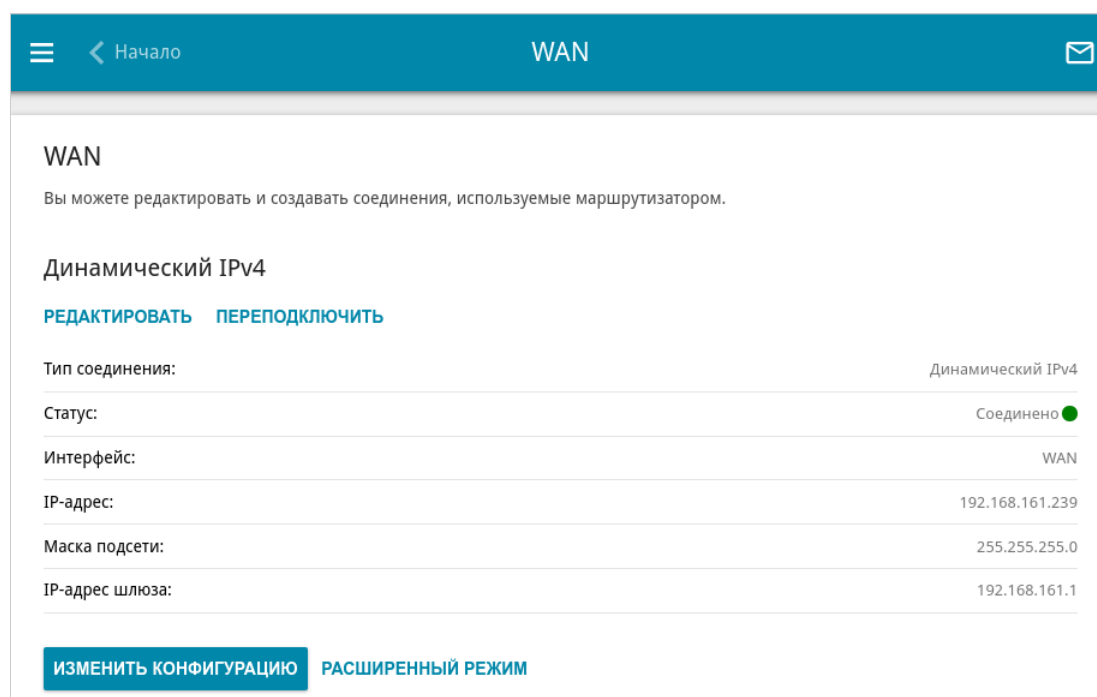 Начало WAN
WAN
Вы можете редактировать и создавать соединения, используемые маршрутизатором.
Динамический IPv4
РЕДАКТИРОВАТЬ ПЕРЕПОДКЛЮЧИТЬ
Тип соединения: Динамический IPv4
Статус: Соединено
Интерфейс: WAN
IP-адрес: 192.168.161.239
Маска подсети: 255.255.255.0
IP-адрес шлюза: 192.168.161.1
ИЗМЕНИТЬ КОНФИГУРАЦИЮ РАСШИРЕННЫЙ РЕЖИМ